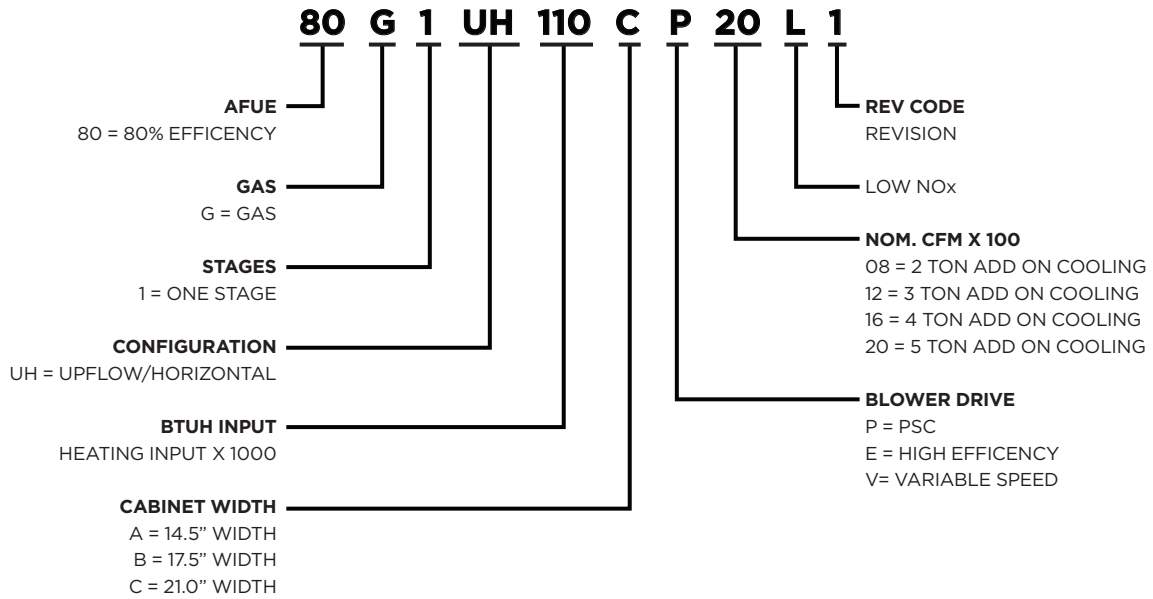 80 G 1 UH 110 C P 20 L 1
AFUE
80 = 80% EFFICENCY
GAS
G = GAS
STAGES
1 = ONE STAGE
CONFIGURATION
UH = UPFLOW/HORIZONTAL
BTUH INPUT
HEATING INPUT X 1000
CABINET WIDTH
A = 14.5” WIDTH
B = 17.5” WIDTH
C = 21.0” WIDTH
REV CODE
REVISION
LOW NOx
NOM. CFM X 100
08 = 2 TON ADD ON COOLING
12 = 3 TON ADD ON COOLING
16 = 4 TON ADD ON COOLING
20 = 5 TON ADD ON COOLING
BLOWER DRIVE
P = PSC
E = HIGH EFFICENCY
V= VARIABLE SPEED